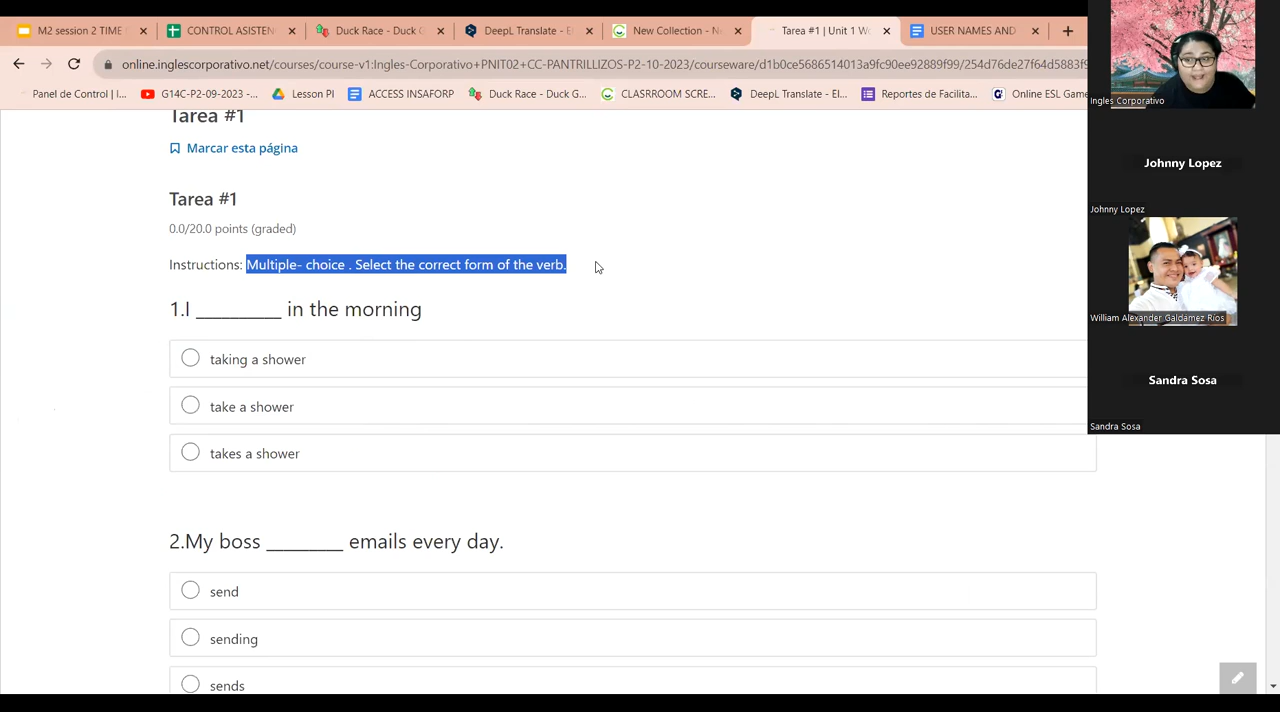 M2 session 2 TIME
CONTROL ASISTEN
Duck Race - Duck
DeepL Translate - E
New Collection - N
Tarea #1 | Unit 1 W
USER NAMES AND
online.inglescorporativo.net/courses/course-v1:Ingles-Corporativo+PNIT02+CC-PANTRILLIZOS-P2-10-2023/courseware/d1b0ce5686514013a9fc90ee92889f99/254d76de27f64d5883f9
Panel de Control | I...
G14C-P2-09-2023 -...
Lesson PI
ACCESS DESAFOR...
Duck Race - Duck G...
CLASRROOM SCRE...
DeepL Translate - El...
Reportes de Facilita...
Online ESL Game
Tarea #1
Marcar esta página
Tarea #1
0.0/20.0 points (graded)
Instructions: Multiple- choice . Select the correct form of the verb.
1.I __________ in the morning
taking a shower
take a shower
takes a shower
2.My boss _________ emails every day.
send
sending
sends
Ingles Corporativo
Johnny Lopez
Johnny Lopez
William Alexander Galdamez Rios
Sandra Sosa
Sandra Sosa